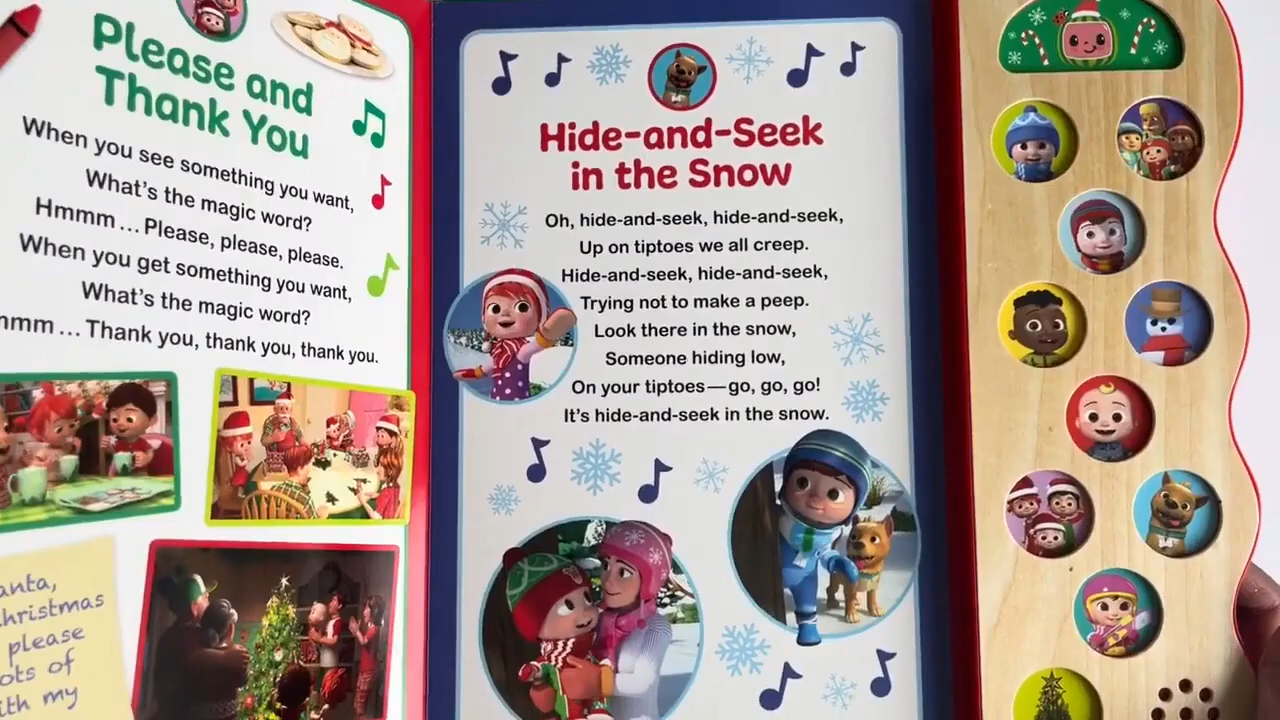 Please and
Thank You
When you see something you want,
What's the magic word?
Hmmm... Please, please, please.
When you get something you want,
What's the magic word?
Thank you, thank you, thank you.
Hide-and-Seek
in the Snow
Oh, hide-and-seek, hide-and-seek,
Up on tiptoes we all creep.
Hide-and-seek, hide-and-seek,
Trying not to make a peep.
Look there in the snow,
Someone hiding low,
On your tiptoes—go, go, go!
It's hide-and-seek in the snow.
please
of
my